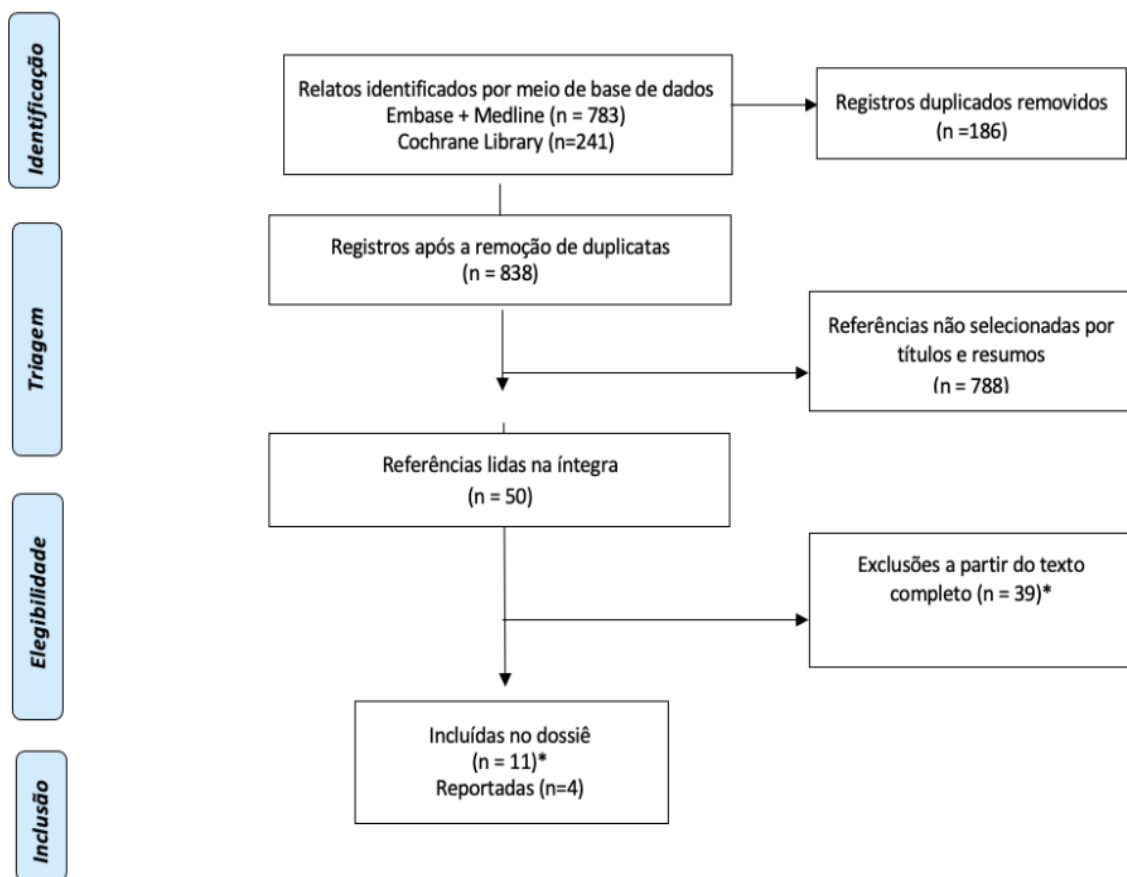 Identificação
Relatos identificados por meio de base de dados
Embase + Medline (n = 783)
Cochrane Library (n=241)
Registros duplicados removidos
(n =186)
Triagem
Registros após a remoção de duplicatas
(n = 838)
Referências não selecionadas por
títulos e resumos
(n = 788)
Referências lidas na íntegra
(n = 50)
Elegibilidade
Exclusões a partir do texto
completo (n = 39)*
Inclusão
Incluídas no dossiê
(n = 11)*
Reportadas (n=4)